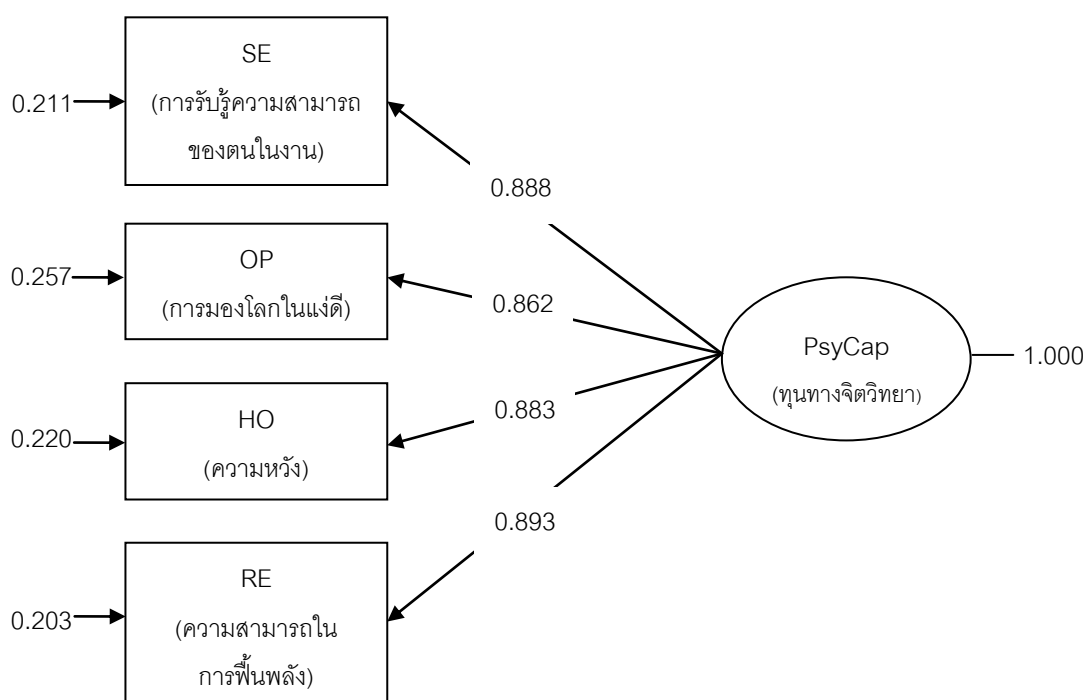 SE
(การรับรู้ความสามารถ
ของตนในงาน)
0.211
0.888
OP
(การมองโลกในแง่ดี)
0.257
0.862
PsyCap
(ทุนทางจิตวิทยา)
1.000
HO
(ความหวัง)
0.220
0.883
0.893
RE
(ความสามารถใน
การฟื้นพลัง)
0.203